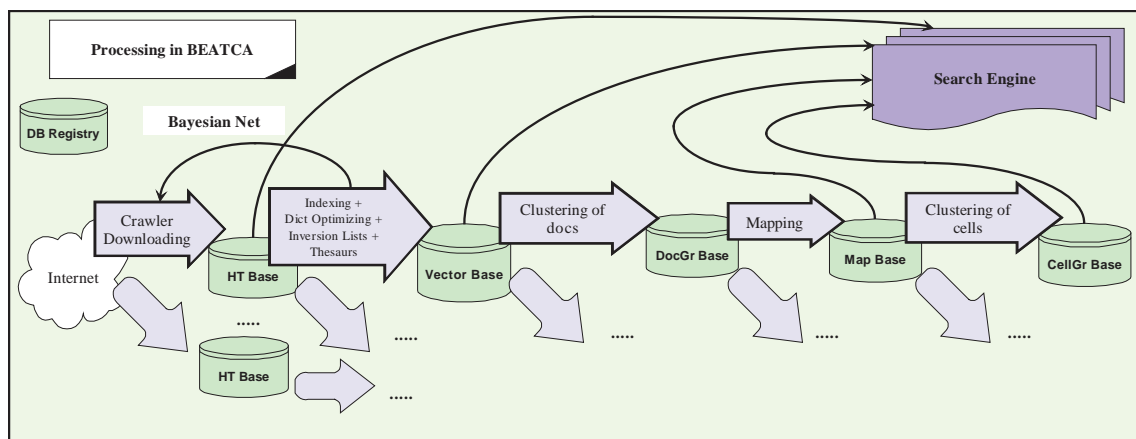 Processing in BEATCA
Search Engine
DB Registry
Bayesian Net
Crawler
Downloading
Indexing +
Dict Optimizing +
Inversion Lists +
Thesaurs
Clustering of
docs
Mapping
Clustering of
cells
Internet
HT Base
Vector Base
DocGr Base
Map Base
CellGr Base
.....
.....
.....
.....
.....
HT Base
.....